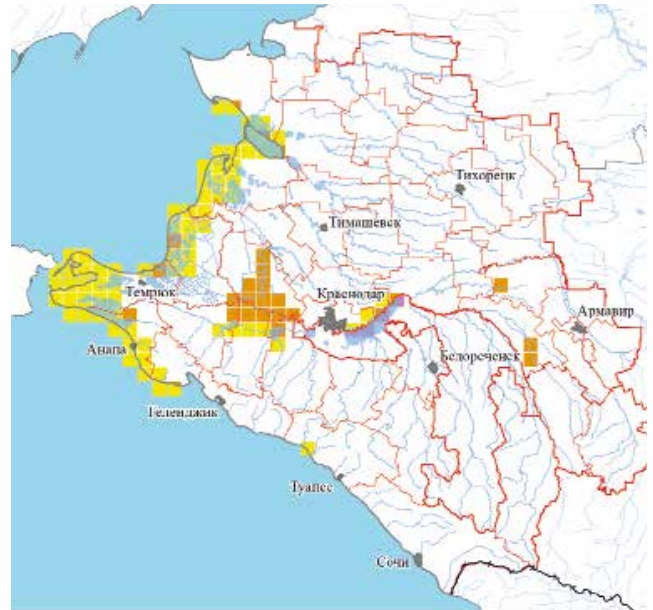 Тихорецк
Тимашевск
Темрюк
Краснодар
Армавир
Анапа
Белореченск
Геленджик
Туапсе
Сочи